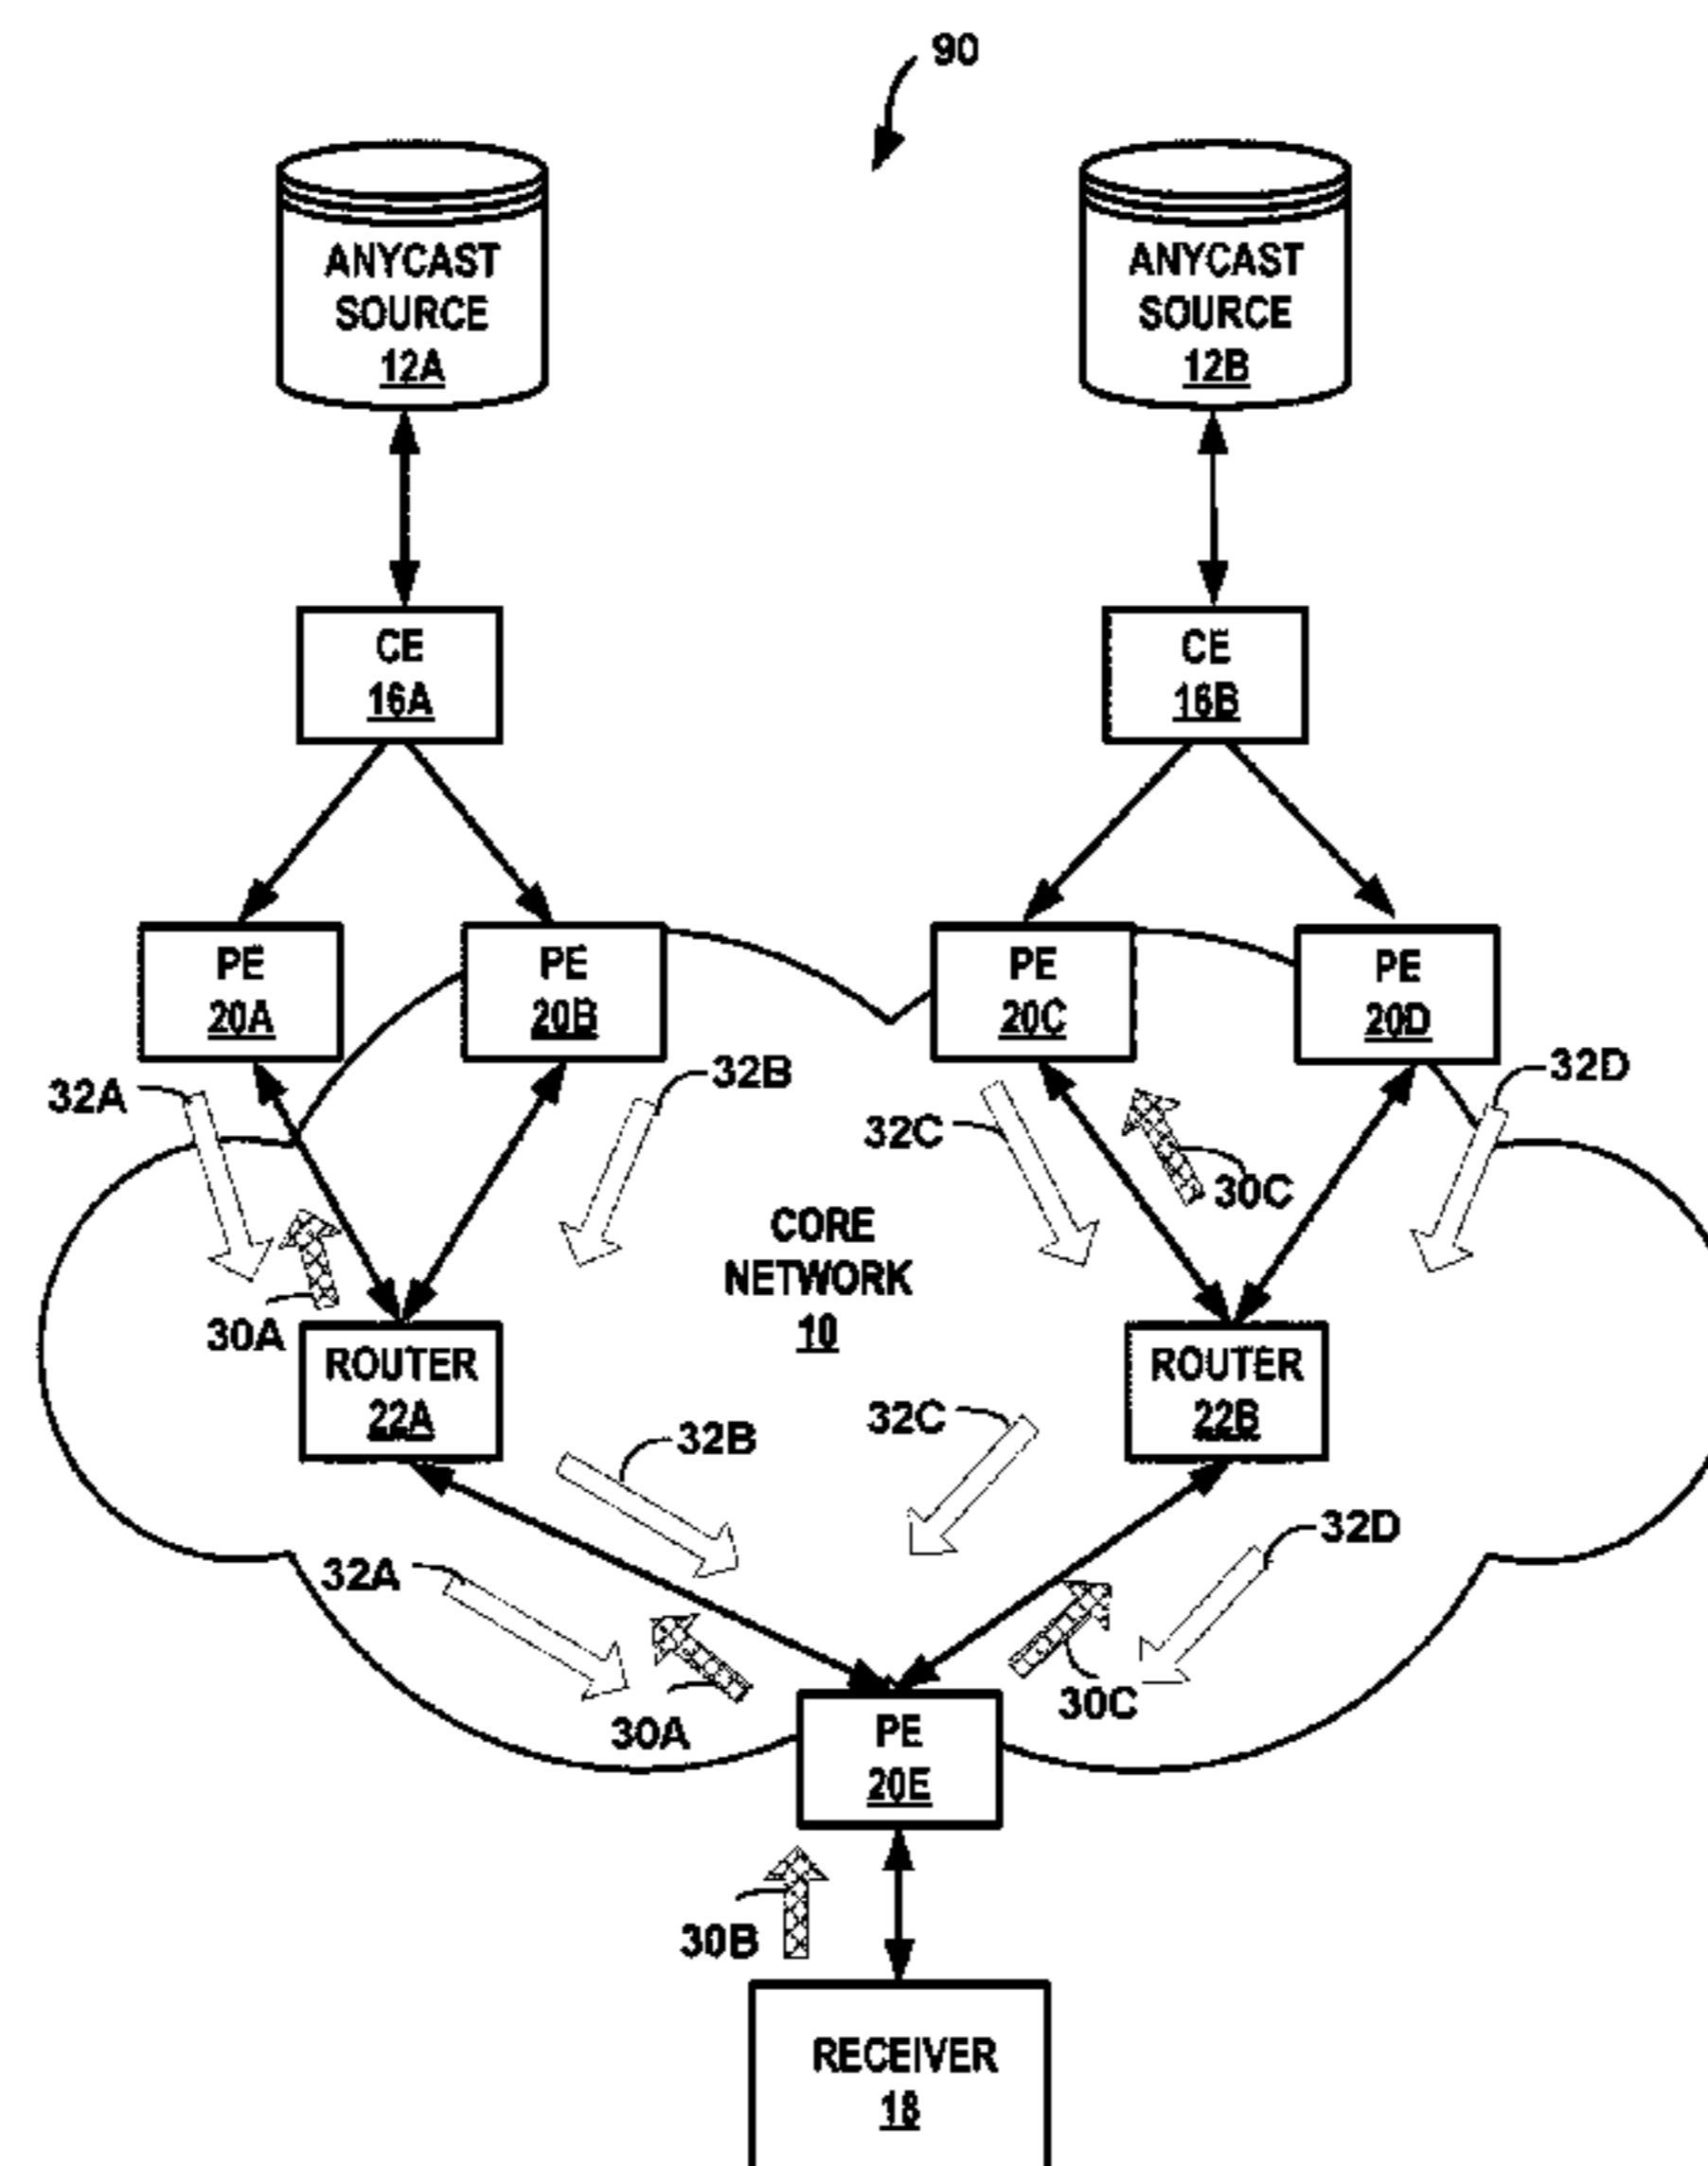 90
ANYCAST
SOURCE
12A
ANYCAST
SOURCE
12B
CE
16A
CE
16B
PE
20A
PE
20B
PE
20C
PE
20D
32A
32B
32C
32D
30C
30A
CORE
NETWORK
10
ROUTER
22A
ROUTER
22B
32B
32C
32A
32D
30A
30C
PE
20E
30B
RECEIVER
18